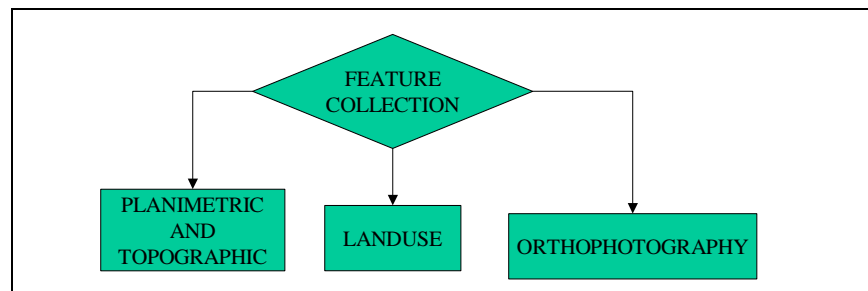 FEATURE
COLLECTION
PLANIMETRIC
AND
TOPOGRAPHIC
LANDUSE
ORTHOPHOTOGRAPHY